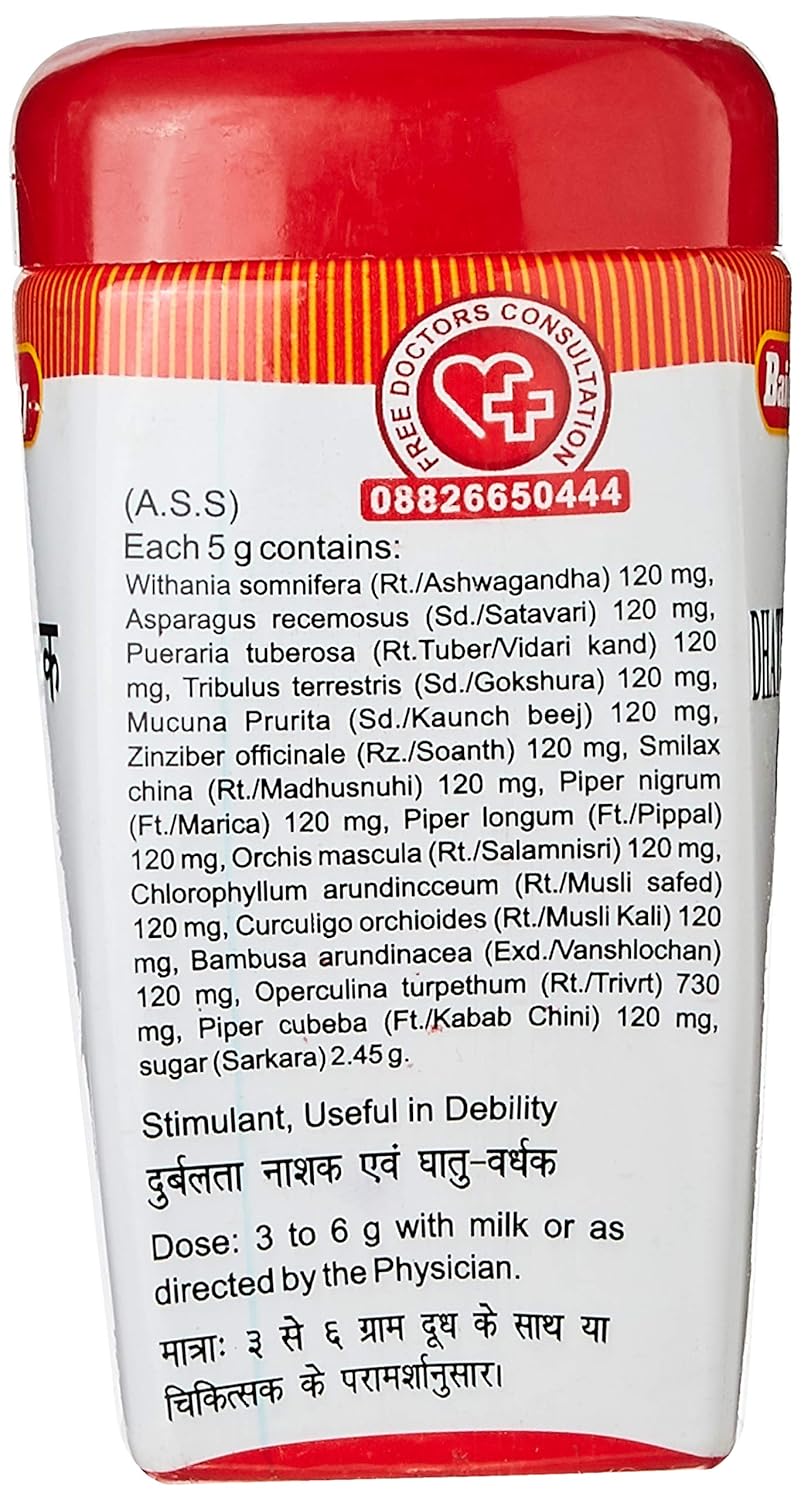 FREE DOCTORS CONSULTATION
08826650444
Bai
क
DHAT
(A.S.S)
Each 5 g contains:
Withania somnifera (Rt./Ashwagandha) 120 mg,
Asparagus recemosus (Sd./Satavari) 120 mg,
Pueraria tuberosa (Rt.Tuber/Vidari kand) 120
mg, Tribulus terrestris (Sd./Gokshura) 120 mg,
Mucuna Prurita (Sd./Kaunch beej) 120 mg,
Zinziber officinale (Rz./Soanth) 120 mg, Smilax
china (Rt./Madhusnuhi) 120 mg, Piper nigrum
(Ft./Marica) 120 mg, Piper longum (Ft./Pippal)
120 mg, Orchis mascula (Rt./Salamnisri) 120 mg,
Chlorophyllum arundincceum (Rt./Musli safed)
120 mg, Curculigo orchioides (Rt./Musli Kali) 120
mg, Bambusa arundinacea (Exd./Vanshlochan)
120 mg, Operculina turpethum (Rt./Trivrt) 730
mg, Piper cubeba (Ft./Kabab Chini) 120 mg,
sugar (Sarkara) 2.45 g.
Stimulant, Useful in Debility
दुर्बलता नाशक एवं घातु-वर्धक
Dose: 3 to 6 g with milk or as
directed by the Physician.
मात्राः ३ से ६ ग्राम दूध के साथ या
चिकित्सक के परामर्शानुसार।